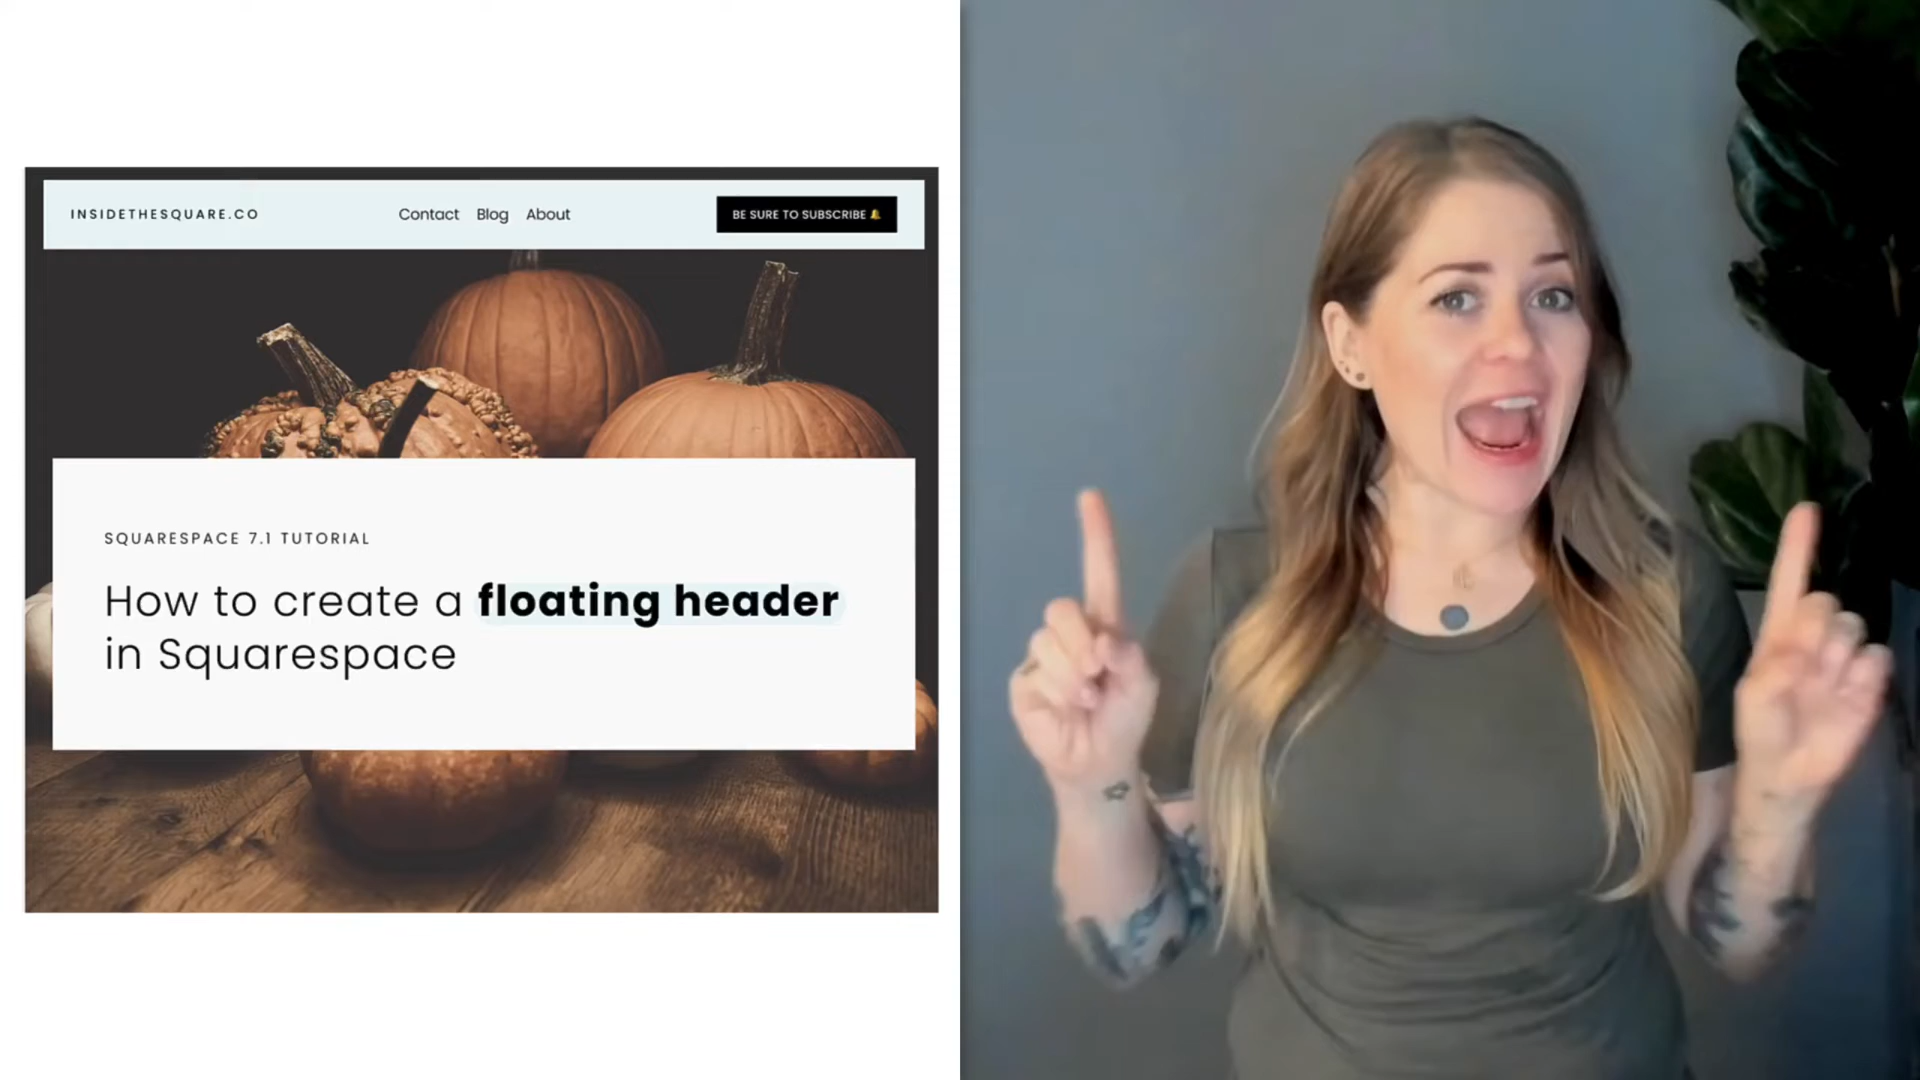 INSIDETHESQUARE.CO
Contact Blog About
BE SURE TO SUBSCRIBE 🔔
SQUARESPACE 7.1 TUTORIAL
How to create a floating header
in Squarespace